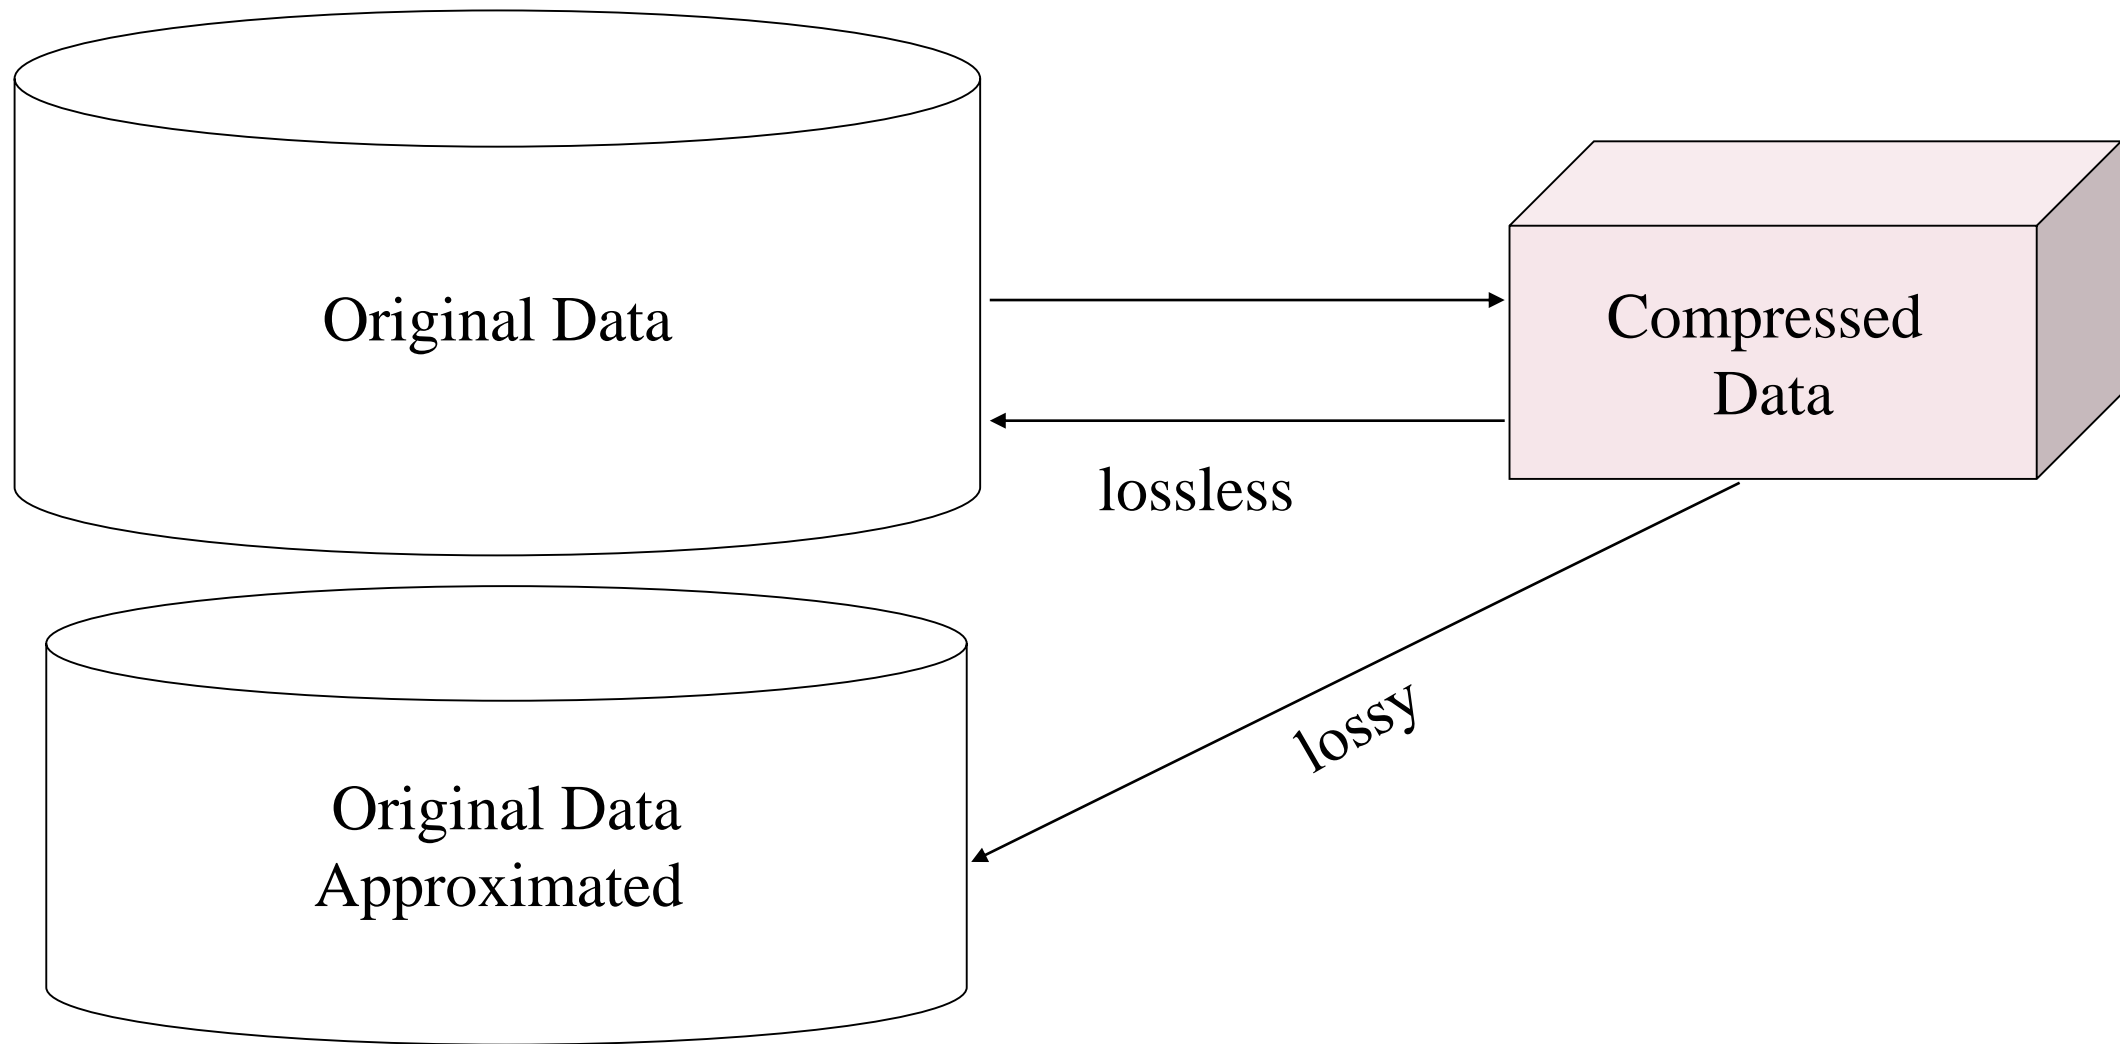 Original Data
Compressed
Data
lossless
lossy
Original Data
Approximated